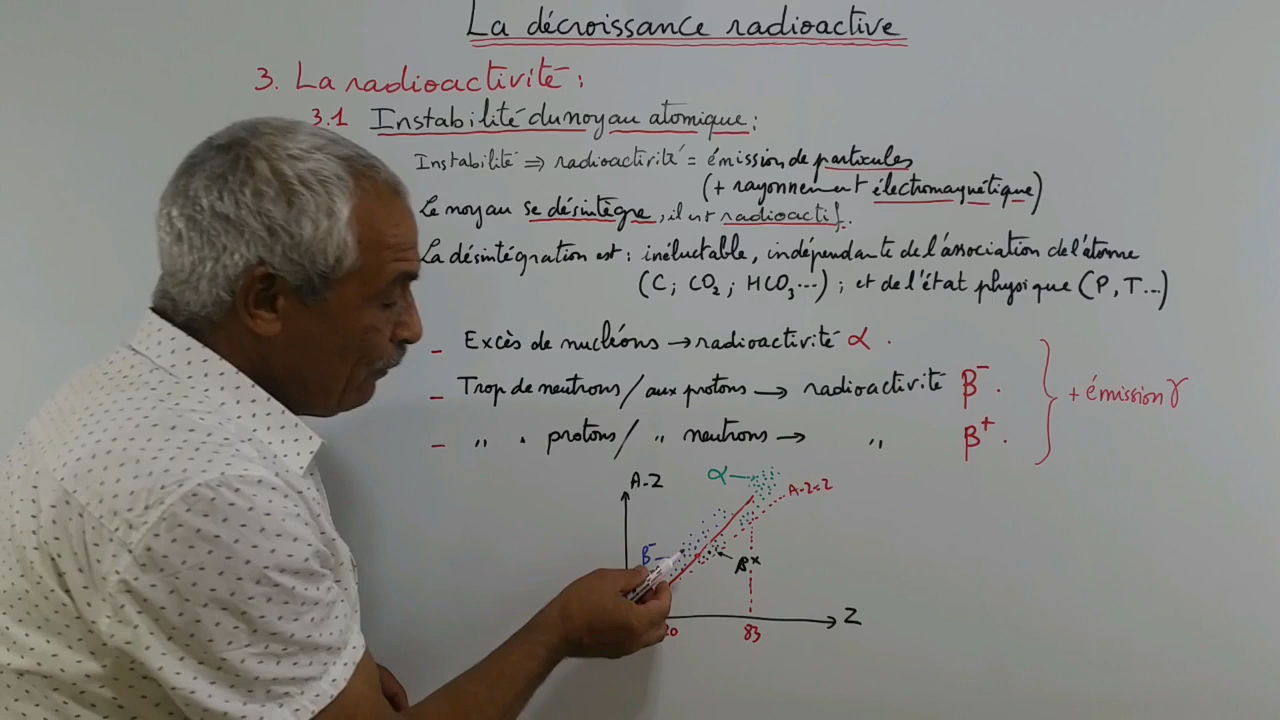 La décroissance radioactive
3. La radioactivité :
3.1 Instabilité du noyau atomique :
Instabilité ⇒ radioactivité = émission de particules
(+ rayonnement électromagnétique)
Le noyau se désintègre, il est radioactif.
La désintégration est : inéluctable, indépendante de l'association de l'atome
(C ; CO₂ ; HCO₃...) ; et de l'état physique (P, T...)
- Excès de nucléons → radioactivité α.
- Trop de neutrons / aux protons → radioactivité β⁻.
- " " protons / " neutrons → " β⁺.
+ émission γ
A-Z
α
A-Z=Z
β⁻
β⁺
Z
20
83